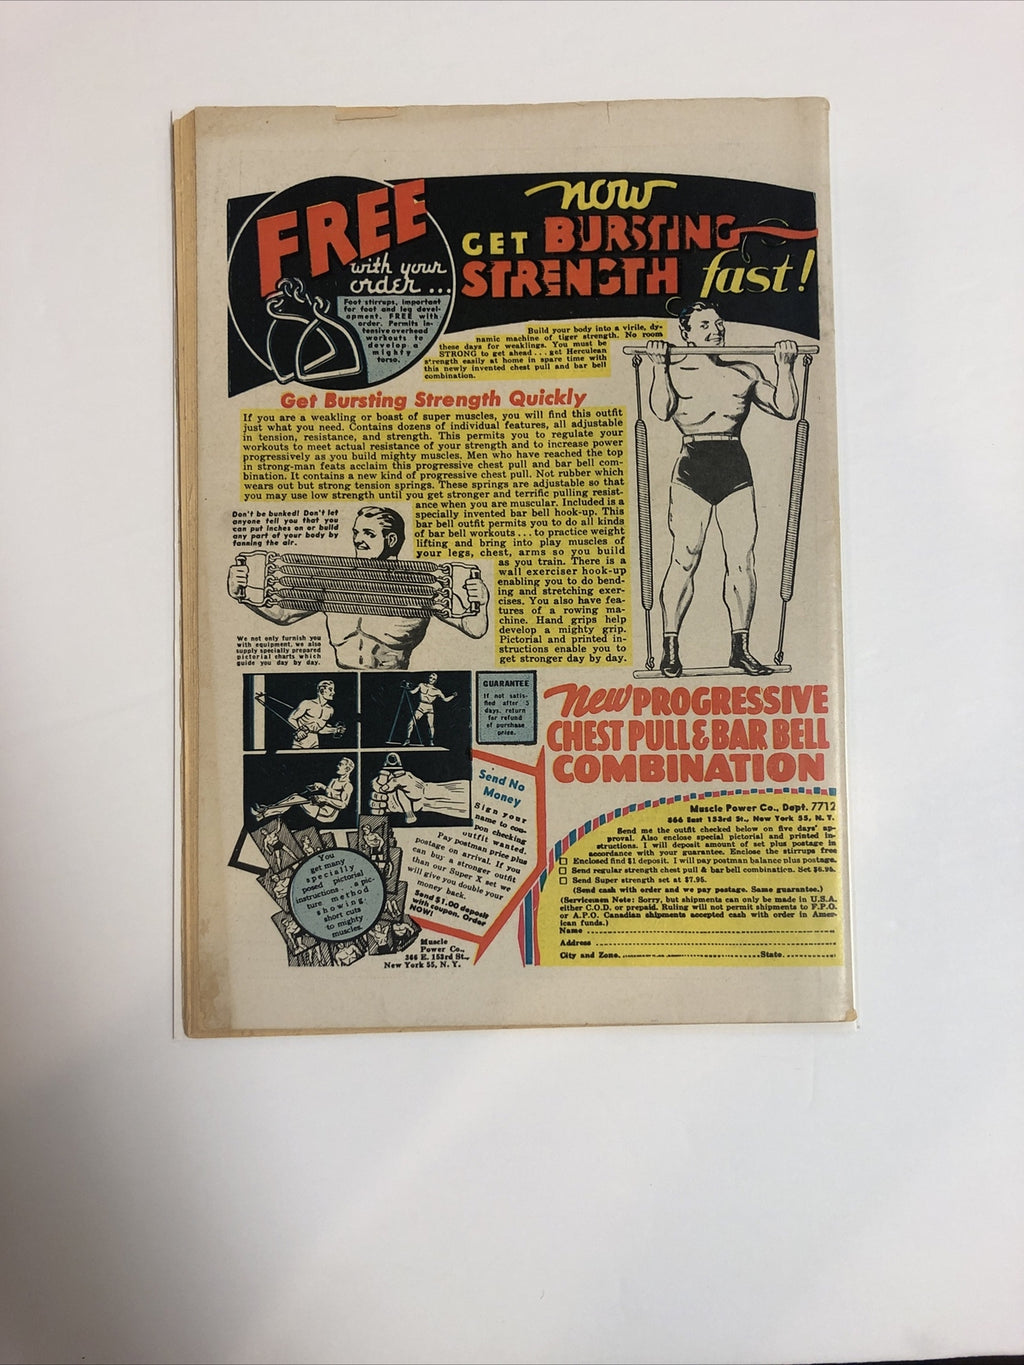 FREE
with your
order ...
Foot stirrups, important
for foot and leg devel-
opment. FREE with
order. Permits in-
tensive overhead
workouts to
develop a
mighty
torso.
now
GET BURSTING
STRENGTH fast!
Build your body into a virile, dy-
namic machine of tiger strength. No room
these days for weaklings. You must be
STRONG to get ahead... get Herculean
strength easily at home in spare time with
this newly invented chest pull and bar bell
combination.
Get Bursting Strength Quickly
If you are a weakling or boast of super muscles, you will find this outfit
just what you need. Contains dozens of individual features, all adjustable
in tension, resistance, and strength. This permits you to regulate your
workouts to meet actual resistance of your strength and to increase power
progressively as you build mighty muscles. Men who have reached the top
in strong-man feats acclaim this progressive chest pull and bar bell com-
bination. It contains a new kind of progressive chest pull. Not rubber which
wears out but strong tension springs. These springs are adjustable so that
you may use low strength until you get stronger and terrific pulling resist-
ance when you are muscular. Included is a
specially invented bar bell hook-up. This
bar bell outfit permits you to do all kinds
of bar bell workouts... to practice weight
lifting and bring into play muscles of
your legs, chest, arms so you build
as you train. There is a
wall exerciser hook-up
enabling you to do bend-
ing and stretching exer-
cises. You also have fea-
tures of a rowing ma-
chine. Hand grips help
develop a mighty grip.
Pictorial and printed in-
structions enable you to
get stronger day by day.
Don't be bunked! Don't let
anyone tell you that you
can put inches on or build
any part of your body by
fanning the air.
We not only furnish you
with equipment, we also
supply specially prepared
pictorial charts which
guide you day by day.
GUARANTEE
If not satis-
fied after 5
days, return
for refund
of purchase
price.
New PROGRESSIVE
CHEST PULL & BAR BELL
COMBINATION
Send No
Money
Sign your
name to cou-
pon checking
outfit wanted.
Pay postman price plus
postage on arrival. If you
can buy a stronger outfit
than our Super X set we
will give you double your
money back.
Send $1.00 deposit
with coupon. Order
NOW!
You
get many
specially
posed pictorial
instructions.. a pic-
ture method
showing
short cuts
to mighty
muscles.
Muscle
Power Co.,
366 E. 153rd St.,
New York 55, N. Y.
Muscle Power Co., Dept. 7712
366 East 153rd St., New York 55, N. Y.
Send me the outfit checked below on five days' ap-
proval. Also enclose special pictorial and printed in-
structions. I will deposit amount of set plus postage in
accordance with your guarantee. Enclose the stirrups free
□ Enclosed find $1 deposit. I will pay postman balance plus postage.
□ Send regular strength chest pull & bar bell combination. Set $6.95.
□ Send Super strength set at $7.95.
(Send cash with order and we pay postage. Same guarantee.)
(Servicemen Note: Sorry, but shipments can only be made in U.S.A.
either C.O.D. or prepaid. Ruling will not permit shipments to F.P.O.
or A.P.O. Canadian shipments accepted cash with order in Amer-
ican funds.)
Name
Address
City and Zone State